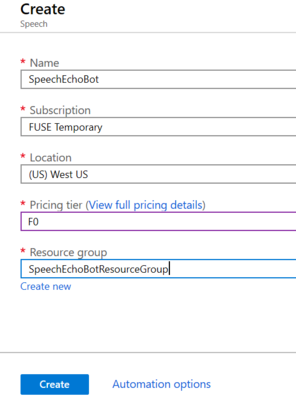 Create
Speech
* Name
SpeechEchoBot
* Subscription
FUSE Temporary
* Location
(US) West US
* Pricing tier (View full pricing details)
F0
* Resource group
SpeechEchoBotResourceGroup
Create new
Create Automation options